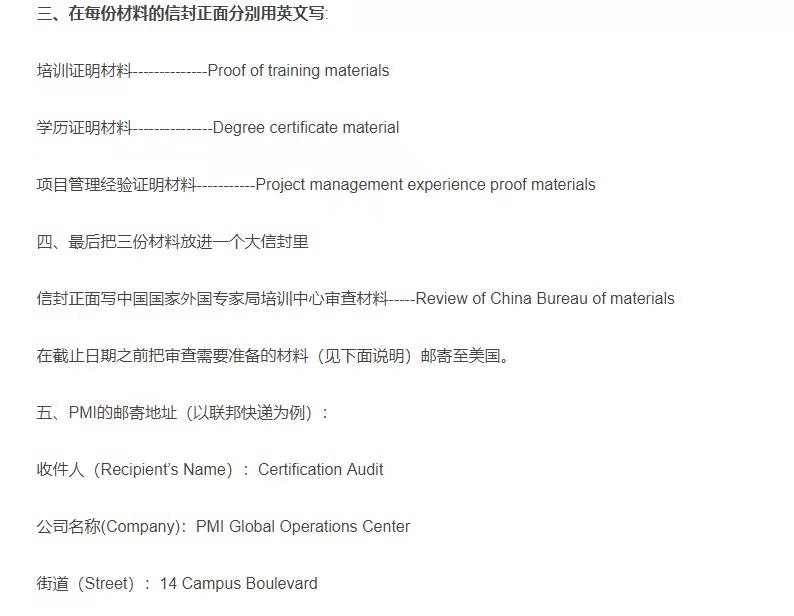 三、在每份材料的信封正面分别用英文写:
培训证明材料--------------Proof of training materials
学历证明材料---------------Degree certificate material
项目管理经验证明材料-----------Project management experience proof materials
四、最后把三份材料放进一个大信封里
信封正面写中国国家外国专家局培训中心审查材料-----Review of China Bureau of materials
在截止日期之前把审查需要准备的材料（见下面说明）邮寄至美国。
五、PMI的邮寄地址（以联邦快递为例）：
收件人（Recipient’s Name）：Certification Audit
公司名称(Company)：PMI Global Operations Center
街道（Street）：14 Campus Boulevard